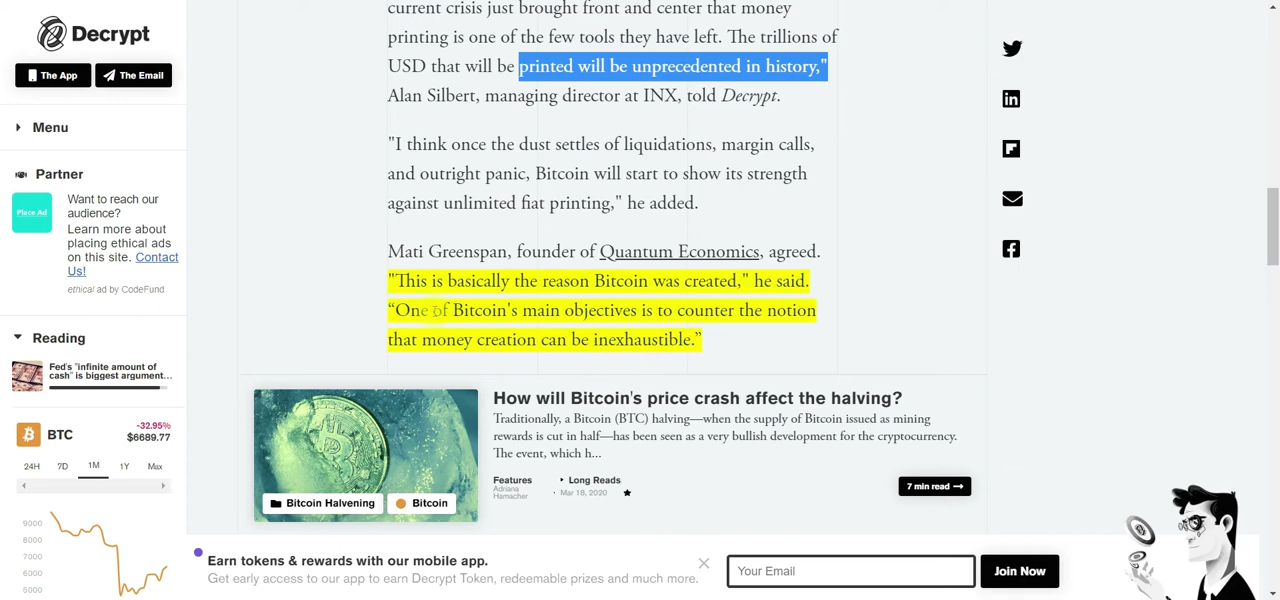 Decrypt
The App
The Email
Menu
Partner
Place Ad
Want to reach our
audience?
Learn more about
placing ethical ads
on this site. Contact
Us!
ethical ad by CodeFund
Reading
Fed's "infinite amount of
cash" is biggest argument...
BTC
-32.95%
$6689.77
24H 7D 1M 1Y Max
9000
8000
7000
6000
5000
current crisis just brought front and center that money
printing is one of the few tools they have left. The trillions of
USD that will be printed will be unprecedented in history,"
Alan Silbert, managing director at INX, told Decrypt.
"I think once the dust settles of liquidations, margin calls,
and outright panic, Bitcoin will start to show its strength
against unlimited fiat printing," he added.
Mati Greenspan, founder of Quantum Economics, agreed.
"This is basically the reason Bitcoin was created," he said.
“One of Bitcoin's main objectives is to counter the notion
that money creation can be inexhaustible.”
Bitcoin Halvening
Bitcoin
How will Bitcoin's price crash affect the halving?
Traditionally, a Bitcoin (BTC) halving—when the supply of Bitcoin issued as mining
rewards is cut in half—has been seen as a very bullish development for the cryptocurrency.
The event, which h...
Features
Adriana
Hamacher
Long Reads
Mar 18, 2020
7 min read
Earn tokens & rewards with our mobile app.
Get early access to our app to earn Decrypt Token, redeemable prizes and much more.
Your Email
Join Now